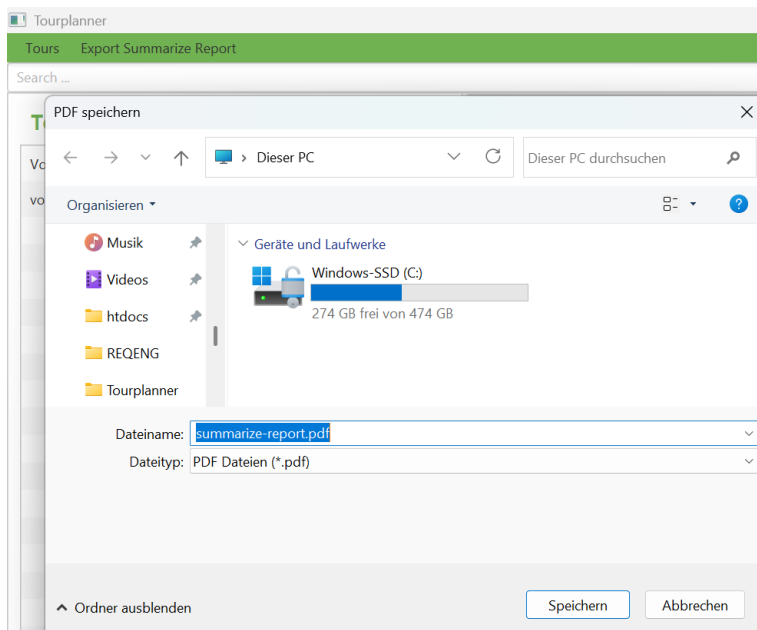 Tourplanner
Tours Export Summarize Report
Search ...
PDF speichern
Dieser PC
Dieser PC durchsuchen
Organisieren
Musik
Videos
htdocs
REQENG
Tourplanner
Geräte und Laufwerke
Windows-SSD (C:)
274 GB frei von 474 GB
Dateiname: summarize-report.pdf
Dateityp: PDF Dateien (*.pdf)
Ordner ausblenden
Speichern Abbrechen